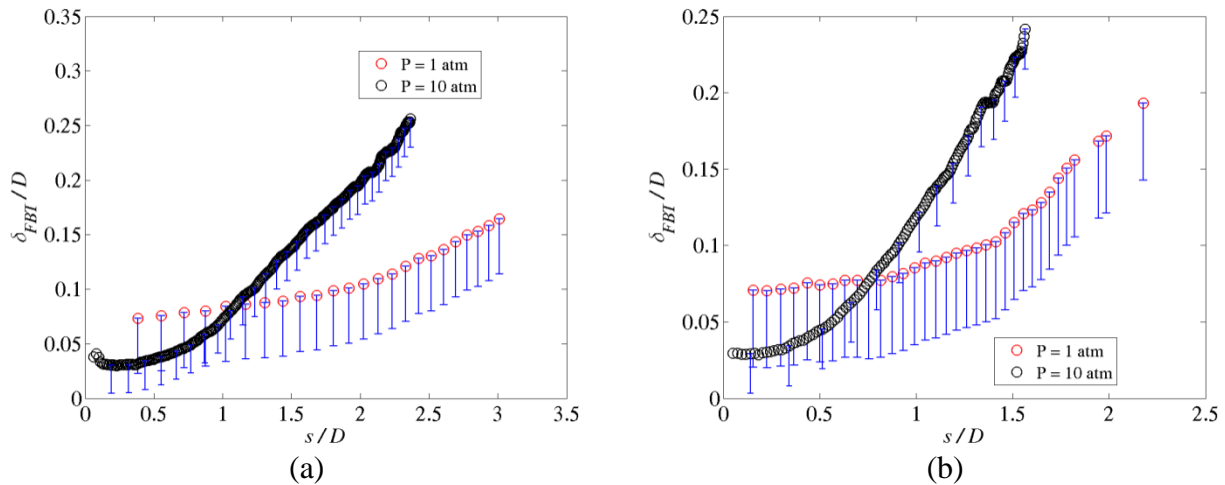 0.35
0.3
0.25
0.2
0.15
0.1
0.05
0
δ_FBT / D
P = 1 atm
P = 10 atm
0 0.5 1 1.5 2 2.5 3 3.5
s / D
(a)
0.25
0.2
0.15
0.1
0.05
0
δ_FBT / D
P = 1 atm
P = 10 atm
0 0.5 1 1.5 2 2.5
s / D
(b)